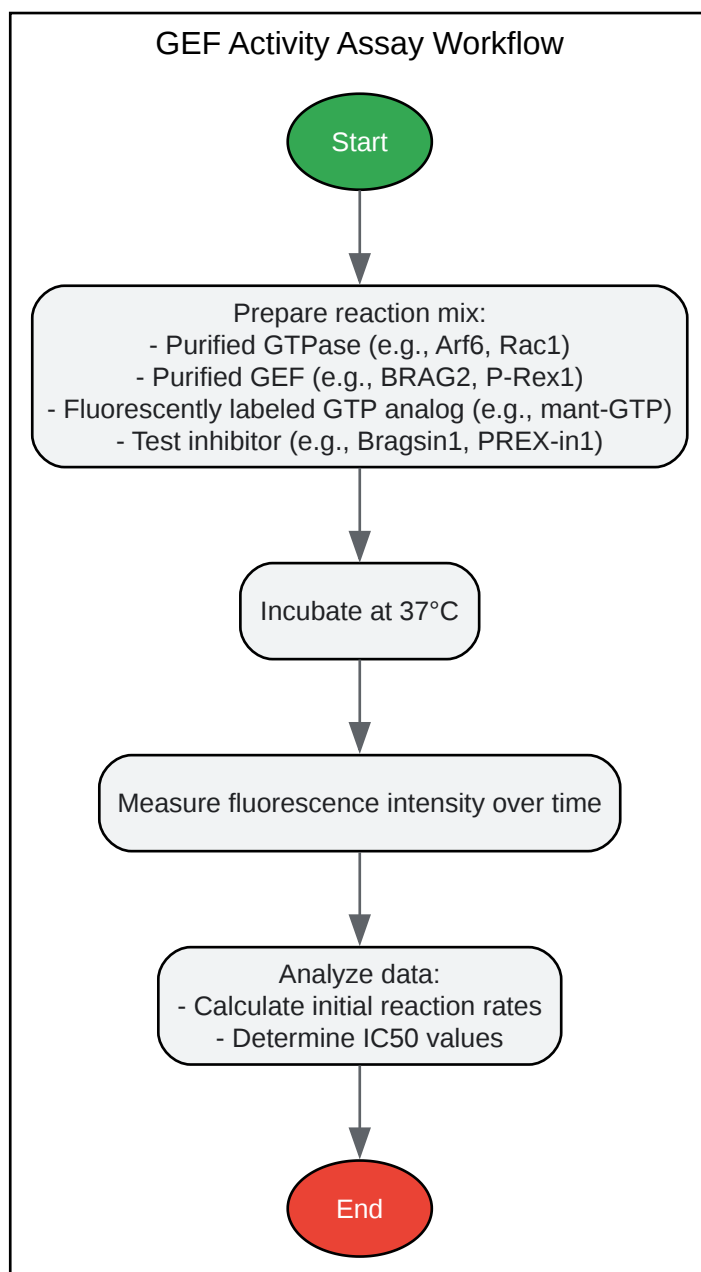 GEF Activity Assay Workflow
Start
Prepare reaction mix:
- Purified GTPase (e.g., Arf6, Rac1)
- Purified GEF (e.g., BRAG2, P-Rex1)
- Fluorescently labeled GTP analog (e.g., mant-GTP)
- Test inhibitor (e.g., Bragsin1, PREX-in1)
Incubate at 37°C
Measure fluorescence intensity over time
Analyze data:
- Calculate initial reaction rates
- Determine IC50 values
End